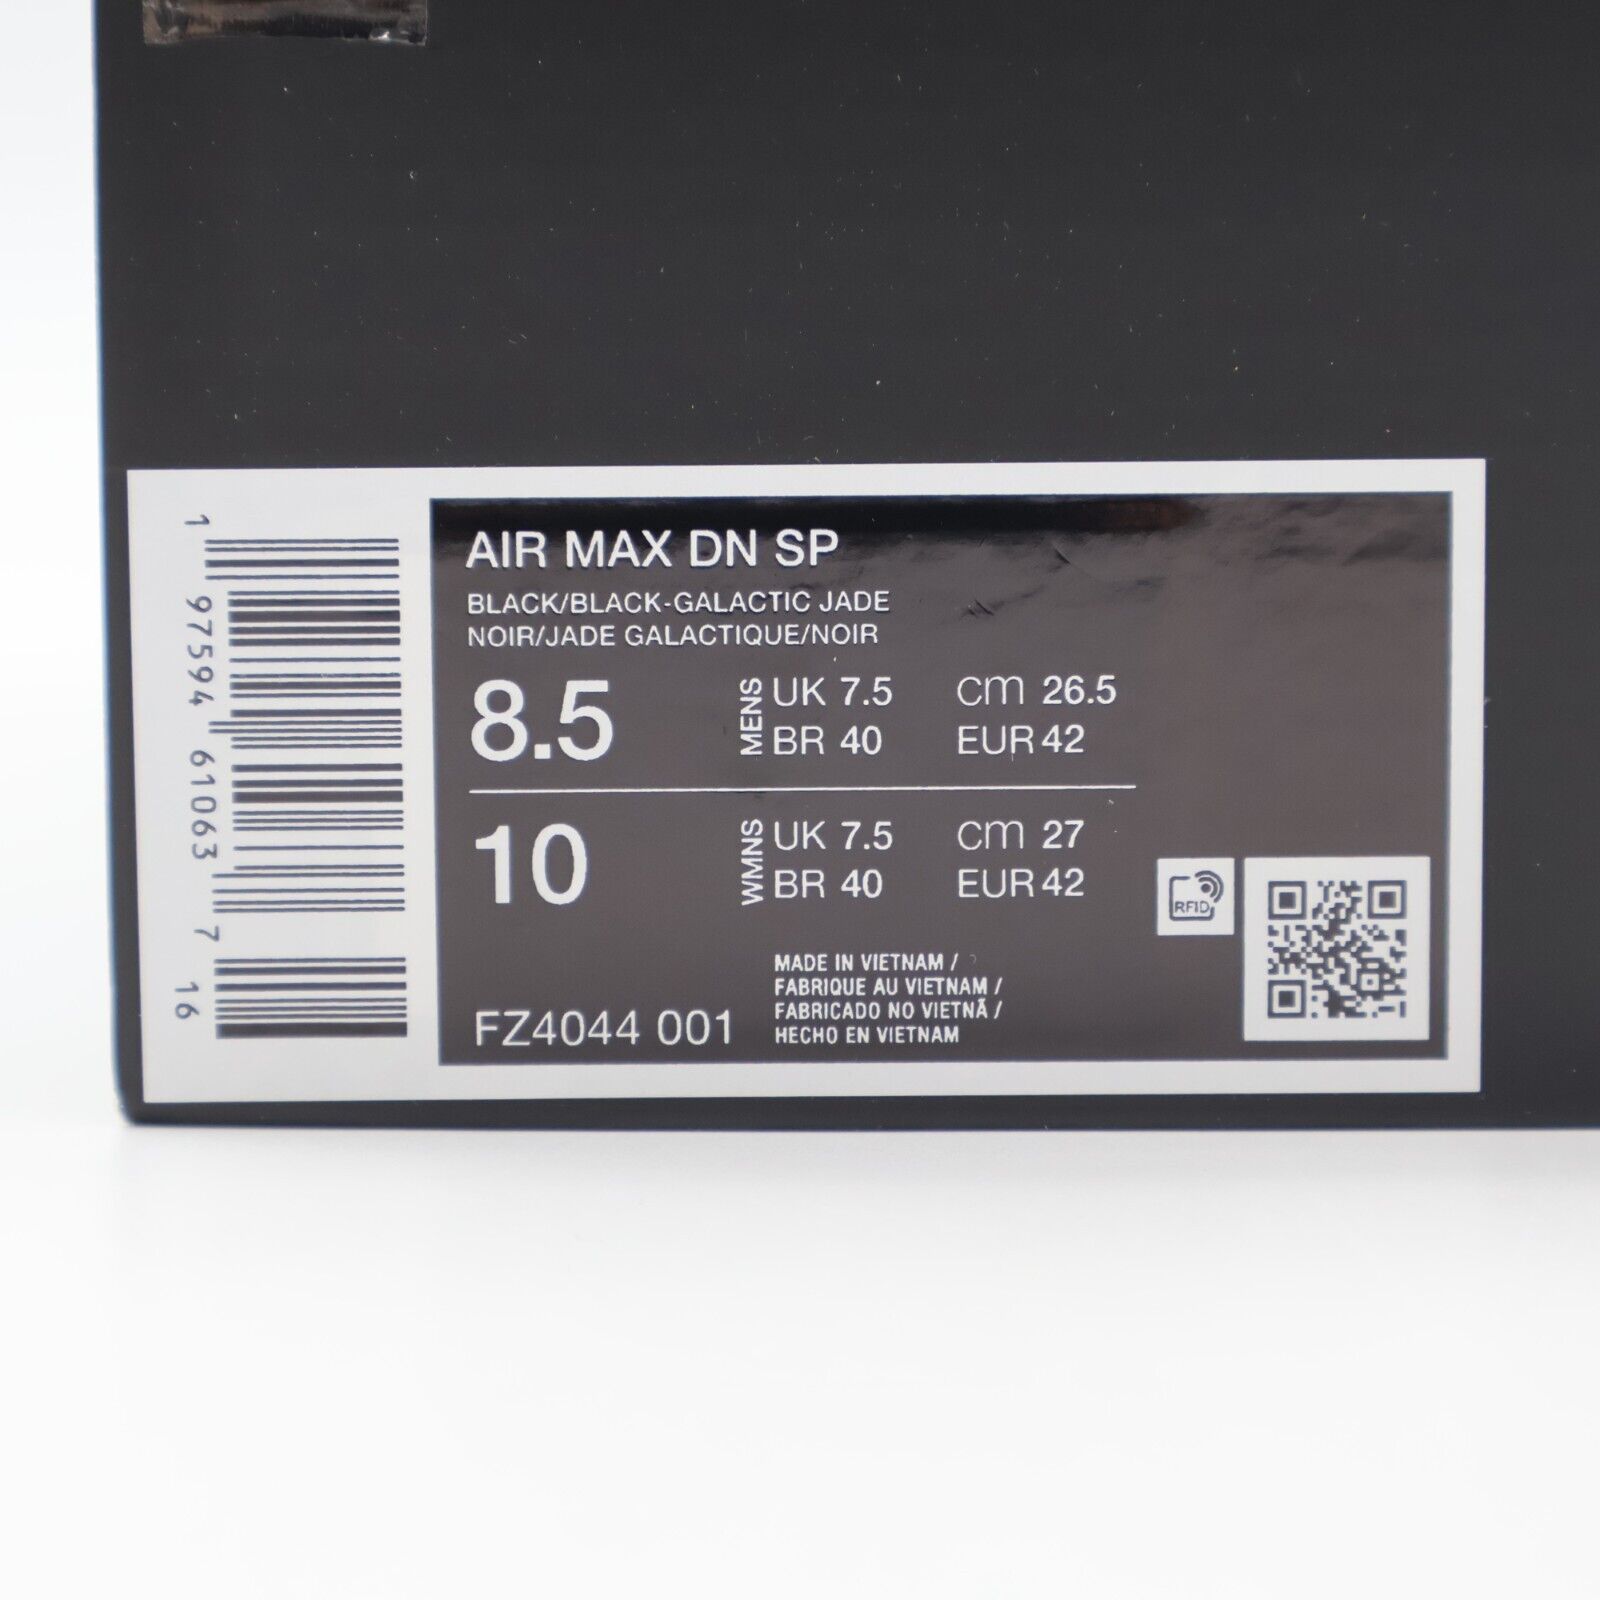 AIR MAX DN SP
BLACK/BLACK-GALACTIC JADE
NOIR/JADE GALACTIQUE/NOIR
8.5 MENS UK 7.5 CM 26.5
BR 40 EUR 42
10 WMNS UK 7.5 CM 27
BR 40 EUR 42
MADE IN VIETNAM /
FABRIQUE AU VIETNAM /
FABRICADO NO VIETNÃ /
HECHO EN VIETNAM
FZ4044 001
RFID
1 97594 61063 7 16